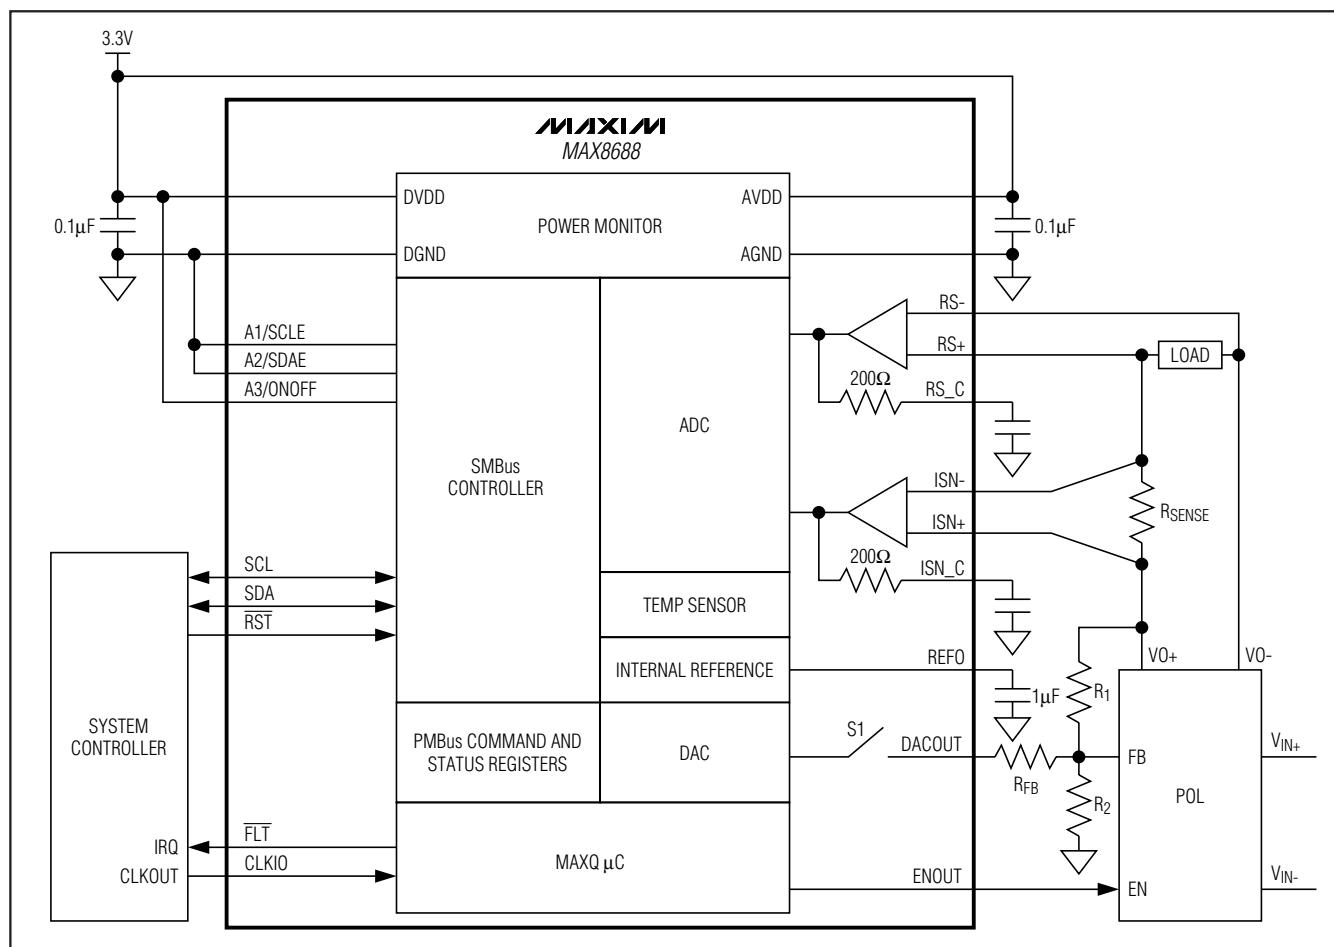 3.3V
MAXIM
MAX8688
DVDD
AVDD
POWER MONITOR
0.1µF
0.1µF
DGND
AGND
RS-
A1/SCLE
RS+
LOAD
A2/SDAE
200Ω
RS_C
A3/ONOFF
ADC
SMBus
CONTROLLER
ISN-
RSENSE
ISN+
200Ω
ISN_C
SCL
SDA
TEMP SENSOR
RST
REFO
VO+
VO-
INTERNAL REFERENCE
R1
1µF
SYSTEM
CONTROLLER
PMBus COMMAND AND
STATUS REGISTERS
DAC
S1
DACOUT
VIN+
FB
RFB
R2
POL
FLT
IRQ
MAXQ µC
CLKIO
CLKOUT
ENOUT
EN
VIN-